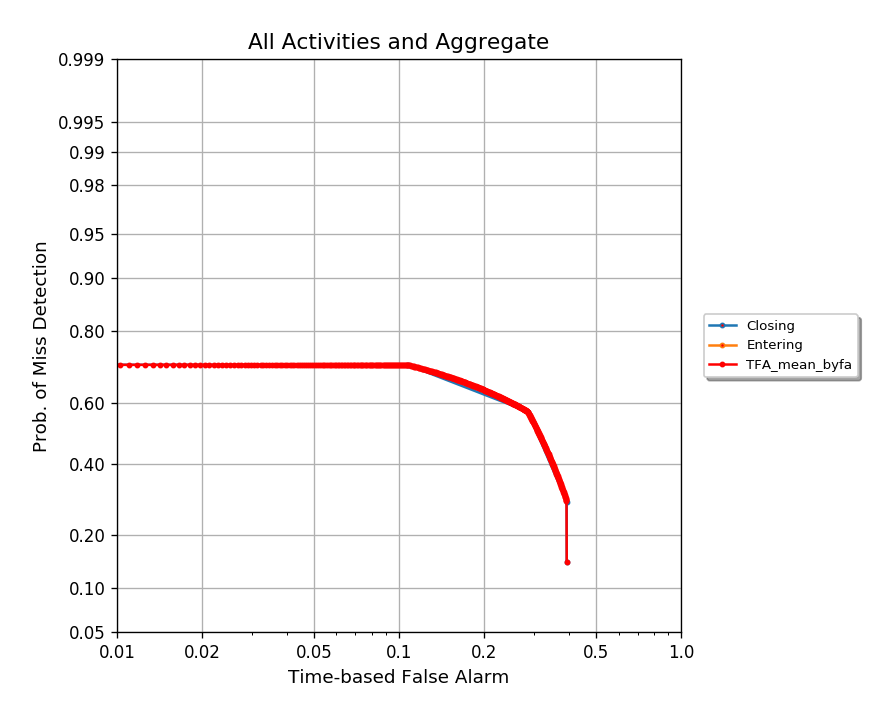 All Activities and Aggregate
0.999
0.995
0.99
0.98
0.95
0.90
0.80
0.60
0.40
0.20
0.10
0.05
Prob. of Miss Detection
0.01 0.02 0.05 0.1 0.2 0.5 1.0
Time-based False Alarm
Closing
Entering
TFA_mean_byfa